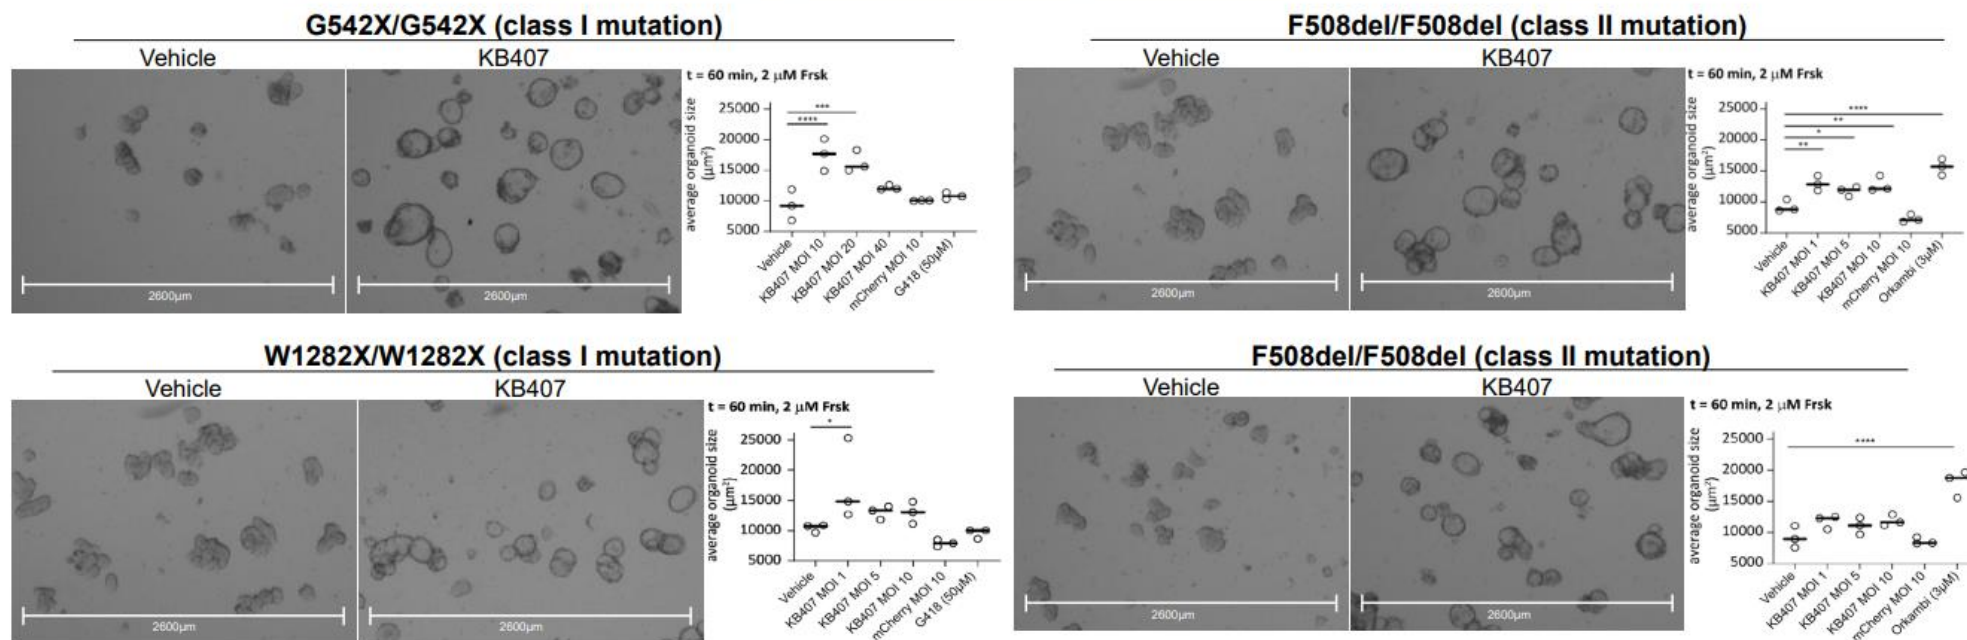 G542X/G542X (class I mutation)
Vehicle
KB407
2600µm
2600µm
t = 60 min, 2 µM Frsk
average organoid size
(µm²)
25000
20000
15000
10000
5000
***
****
Vehicle
KB407 MOI 10
KB407 MOI 20
KB407 MOI 40
mCherry MOI 10
G418 (50µM)
F508del/F508del (class II mutation)
Vehicle
KB407
2600µm
2600µm
t = 60 min, 2 µM Frsk
average organoid size
(µm²)
25000
20000
15000
10000
5000
****
**
*
**
Vehicle
KB407 MOI 1
KB407 MOI 5
KB407 MOI 10
mCherry MOI 10
Orkambi (3µM)
W1282X/W1282X (class I mutation)
Vehicle
KB407
2600µm
2600µm
t = 60 min, 2 µM Frsk
average organoid size
(µm²)
25000
20000
15000
10000
5000
*
Vehicle
KB407 MOI 1
KB407 MOI 5
KB407 MOI 10
mCherry MOI 10
G418 (50µM)
F508del/F508del (class II mutation)
Vehicle
KB407
2600µm
2600µm
t = 60 min, 2 µM Frsk
average organoid size
(µm²)
25000
20000
15000
10000
5000
****
Vehicle
KB407 MOI 1
KB407 MOI 5
KB407 MOI 10
mCherry MOI 10
Orkambi (3µM)